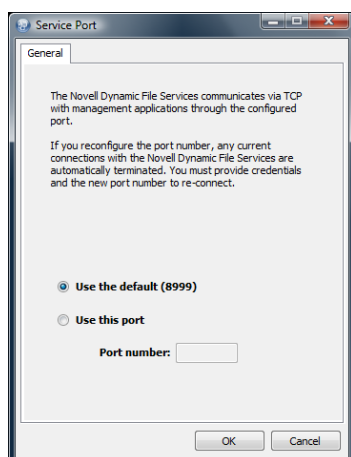 Service Port
General
The Novell Dynamic File Services communicates via TCP
with management applications through the configured
port.
If you reconfigure the port number, any current
connections with the Novell Dynamic File Services are
automatically terminated. You must provide credentials
and the new port number to re-connect.
Use the default (8999)
Use this port
Port number:
OK
Cancel